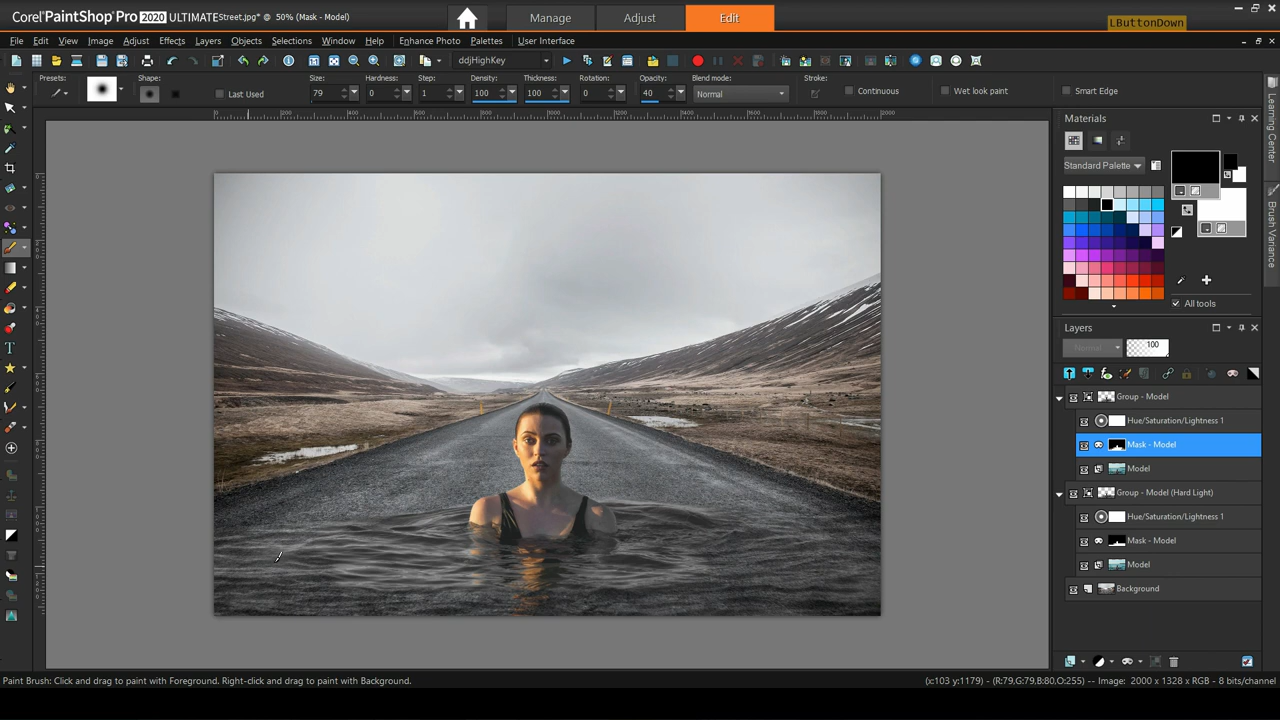 Corel PaintShop Pro 2020 ULTIMATE Street.jpg* @ 50% (Mask - Model)
Manage
Adjust
Edit
LButtonDown
File Edit View Image Adjust Effects Layers Objects Selections Window Help Enhance Photo Palettes User Interface
ddjHighKey
Presets: Shape: Size: Hardness: Step: Density: Thickness: Rotation: Opacity: Blend mode: Stroke:
Last Used 79 0 1 100 100 0 40 Normal Continuous Wet look paint Smart Edge
Materials
Standard Palette
All tools
Learning Center
Brush Variance
Layers
Normal 100
Group - Model
Hue/Saturation/Lightness 1
Mask - Model
Model
Group - Model (Hard Light)
Hue/Saturation/Lightness 1
Mask - Model
Model
Background
Paint Brush: Click and drag to paint with Foreground. Right-click and drag to paint with Background.
(x:103 y:1179) - (R:79,G:79,B:80,O:255) -- Image: 2000 x 1328 x RGB - 8 bits/channel